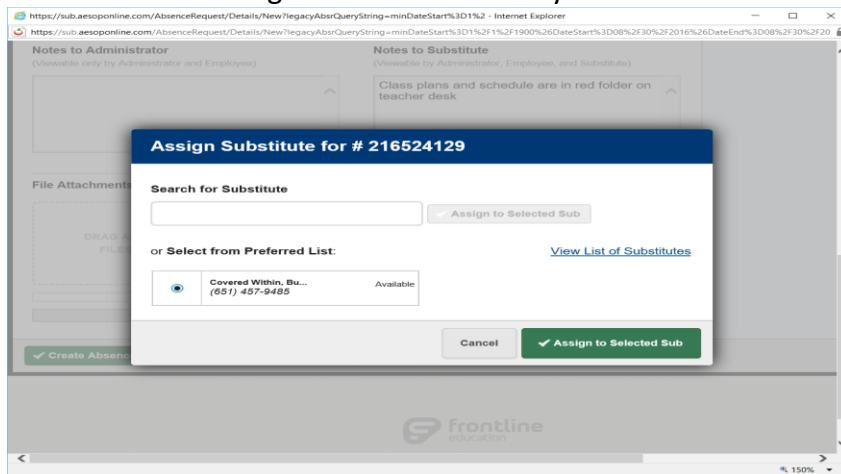 https://sub.aesoponline.com/AbsenceRequest/Details/New?legacyAbsrQueryString=minDateStart%3D1%2 - Internet Explorer
https://sub.aesoponline.com/AbsenceRequest/Details/New?legacyAbsrQueryString=minDateStart%3D1%2F1%2F1900%26DateStart%3D08%2F30%2F2016%26DateEnd%3D08%2F30%2F20
Notes to Administrator
(Viewable only by Administrator and Employee)
Notes to Substitute
(Viewable by Administrator, Employee, and Substitute)
Class plans and schedule are in red folder on
teacher desk
Assign Substitute for # 216524129
File Attachments
Search for Substitute
Assign to Selected Sub
DRAG A
FILES
or Select from Preferred List:
View List of Substitutes
Covered Within, Bu...
Available
(651) 457-9485
Cancel
Assign to Selected Sub
Create Absenc
frontline
education
150%